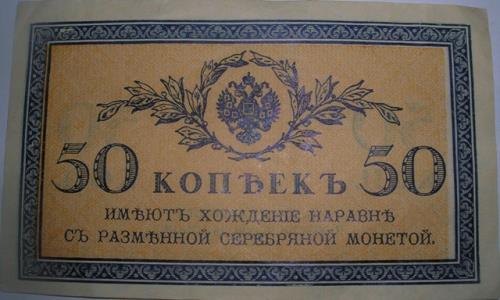 50 КОПѢЕКЪ 50
ИМѢЮТЪ ХОЖДЕНІЕ НАРАВНѢ
СЪ РАЗМѢННОЙ СЕРЕБРЯНОЙ МОНЕТОЙ.